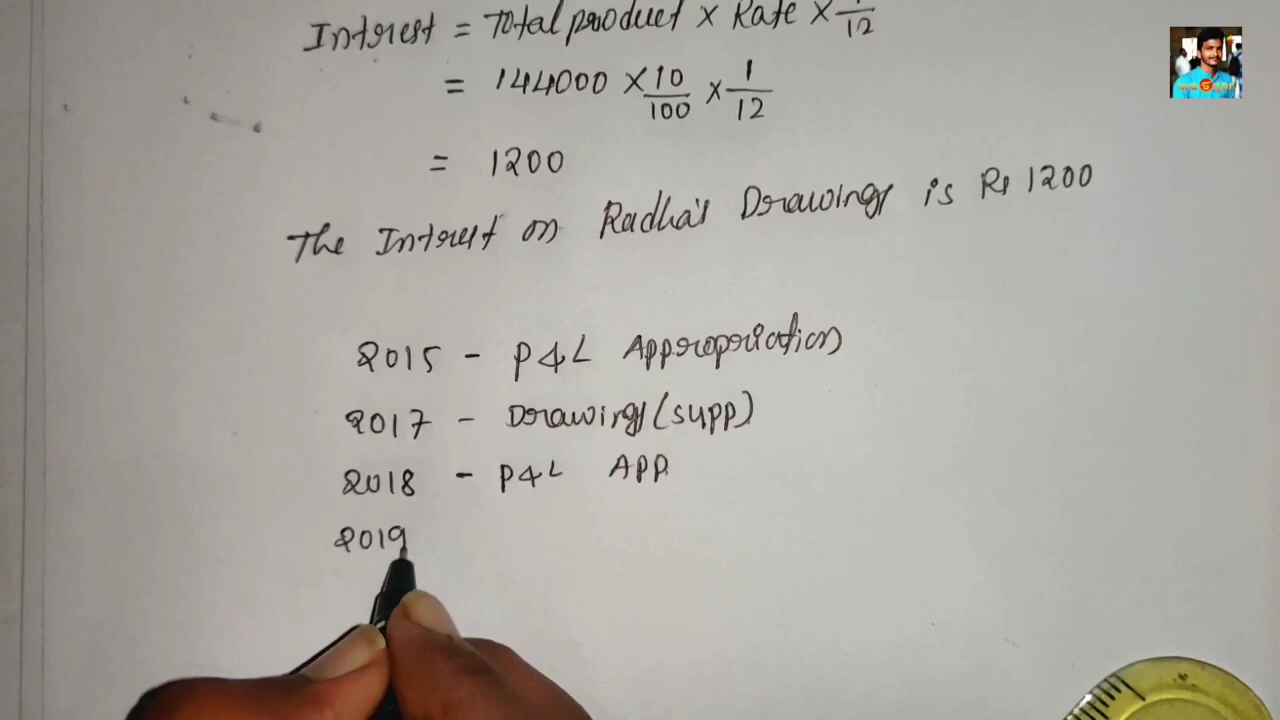 Interest = Total product × Rate × 1/12
= 144000 × 10/100 × 1/12
= 1200
The Interest on Radha's Drawings is Rs 1200
2015 - P&L Appropriation
2017 - Drawings (supp)
2018 - P&L APP
2019